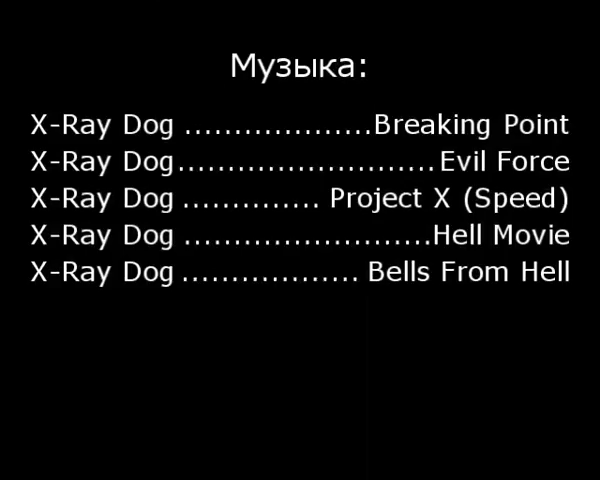 Музыка:
X-Ray Dog ...................Breaking Point
X-Ray Dog..........................Evil Force
X-Ray Dog .............. Project X (Speed)
X-Ray Dog .........................Hell Movie
X-Ray Dog .................. Bells From Hell